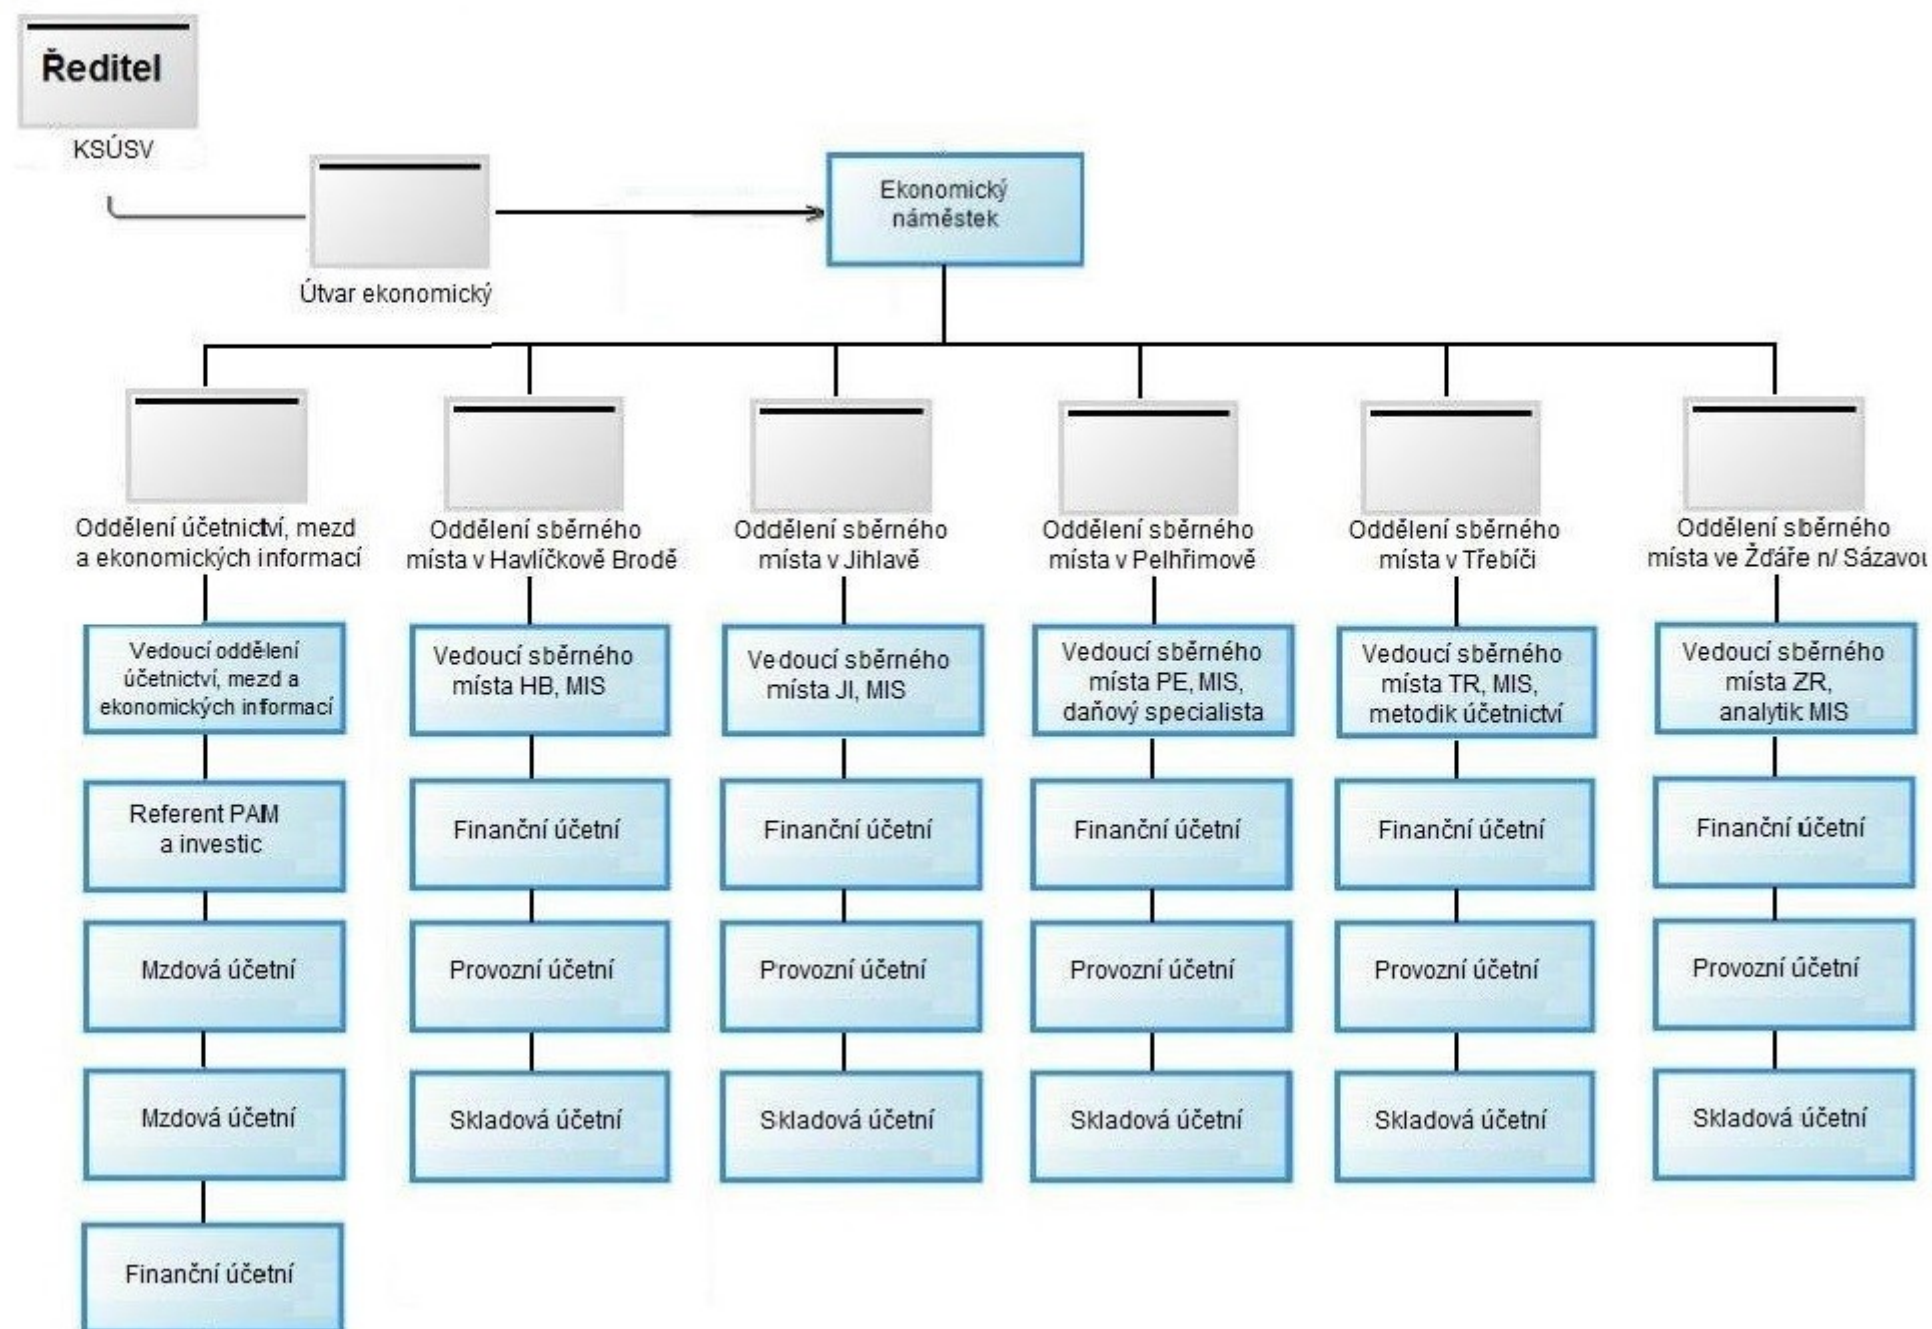 Ředitel
KSÚSV
Útvar ekonomický
Ekonomický
náměstek
Oddělení účetnictví, mezd
a ekonomických informací
Oddělení sběrného
místa v Havlíčkově Brodě
Oddělení sběrného
místa v Jihlavě
Oddělení sběrného
místa v Pelhřimově
Oddělení sběrného
místa v Třebíči
Oddělení sběrného
místa ve Žďáře n/ Sázavou
Vedoucí oddělení
účetnictví, mezd a
ekonomických informací
Vedoucí sběrného
místa HB, MIS
Vedoucí sběrného
místa JI, MIS
Vedoucí sběrného
místa PE, MIS,
daňový specialista
Vedoucí sběrného
místa TR, MIS,
metodik účetnictví
Vedoucí sběrného
místa ZR,
analytik MIS
Referent PAM
a investic
Finanční účetní
Finanční účetní
Finanční účetní
Finanční účetní
Finanční účetní
Mzdová účetní
Provozní účetní
Provozní účetní
Provozní účetní
Provozní účetní
Provozní účetní
Mzdová účetní
Skladová účetní
Skladová účetní
Skladová účetní
Skladová účetní
Skladová účetní
Finanční účetní